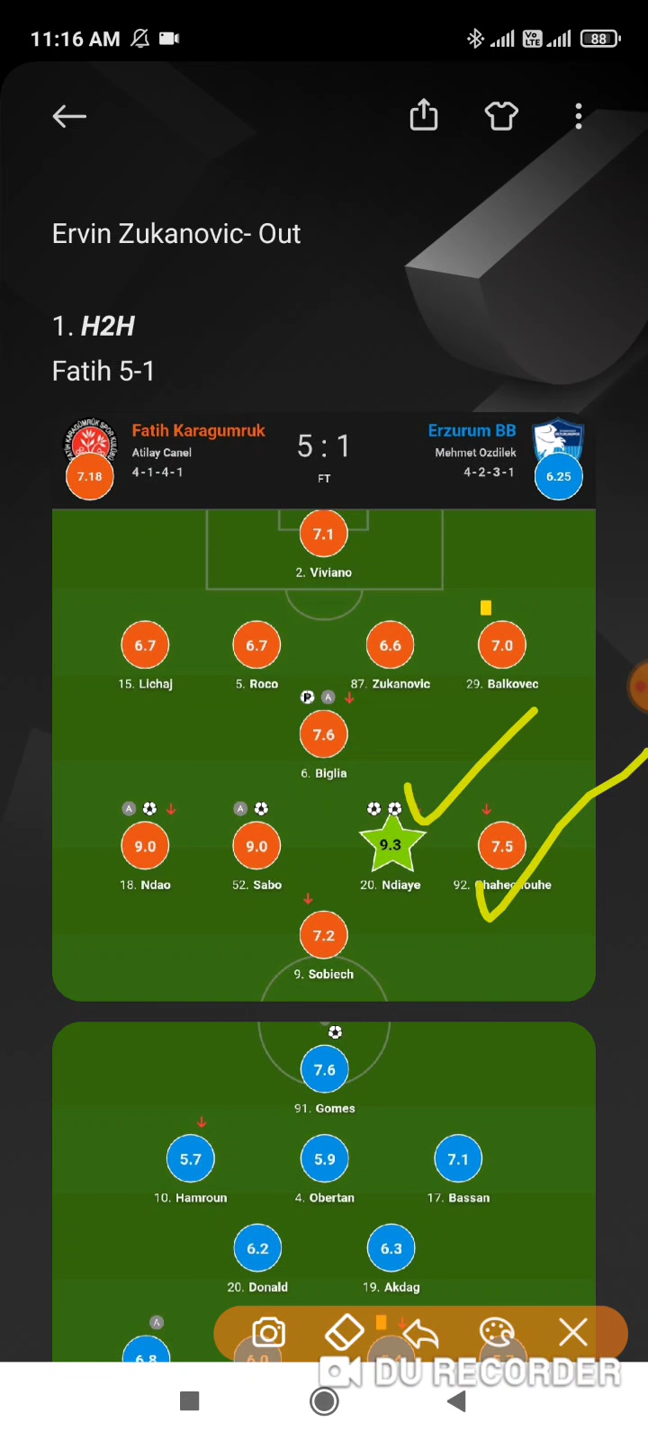 11:16 AM
Vo LTE
88
Ervin Zukanovic- Out
1. H2H
Fatih 5-1
Fatih Karagumruk
5 : 1
Erzurum BB
Atilay Canel
Mehmet Ozdilek
4-1-4-1
FT
4-2-3-1
7.18
6.25
7.1
2. Viviano
6.7
6.7
6.6
7.0
15. Lichaj
5. Roco
87. Zukanovic
29. Balkovec
P A
7.6
6. Biglia
A
A
9.0
9.0
9.3
7.5
18. Ndao
52. Sabo
20. Ndiaye
92.
7.2
9. Sobiech
7.6
91. Gomes
5.7
5.9
7.1
10. Hamroun
4. Obertan
17. Bassan
6.2
6.3
20. Donald
19. Akdag
A
6.8
6.0
DU RECORDER